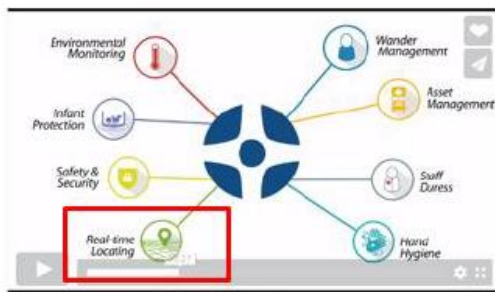 Environmental
Monitoring
Wander
Management
Asset
Management
Infant
Protection
Safety &
Security
Staff
Duress
Real-time
Locating
Hand
Hygiene